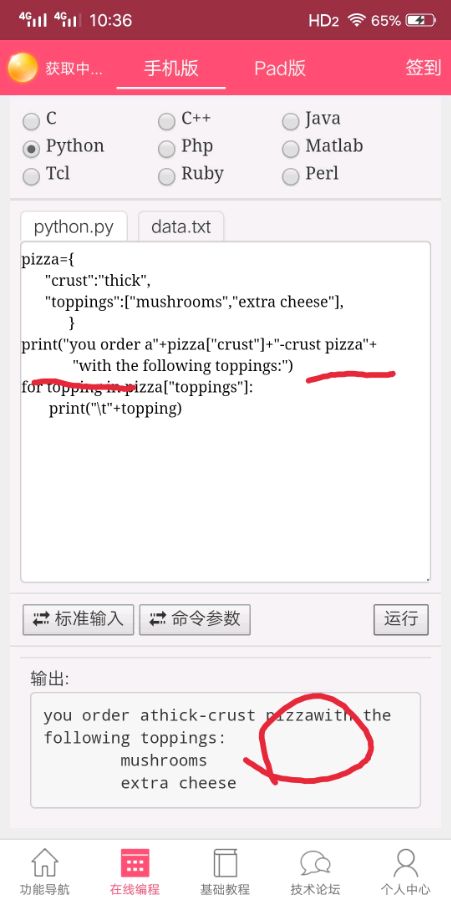 4G 4G 10:36 HD2 65%
获取中... 手机版 Pad版 签到
C C++ Java
Python Php Matlab
Tcl Ruby Perl
python.py data.txt
pizza={
"crust":"thick",
"toppings":["mushrooms","extra cheese"],
}
print("you order a"+pizza["crust"]+"-crust pizza"+
"with the following toppings:")
for topping in pizza["toppings"]:
print("\t"+topping)
标准输入 命令参数 运行
输出:
you order athick-crust pizzawith the
following toppings:
mushrooms
extra cheese
功能导航 在线编程 基础教程 技术论坛 个人中心